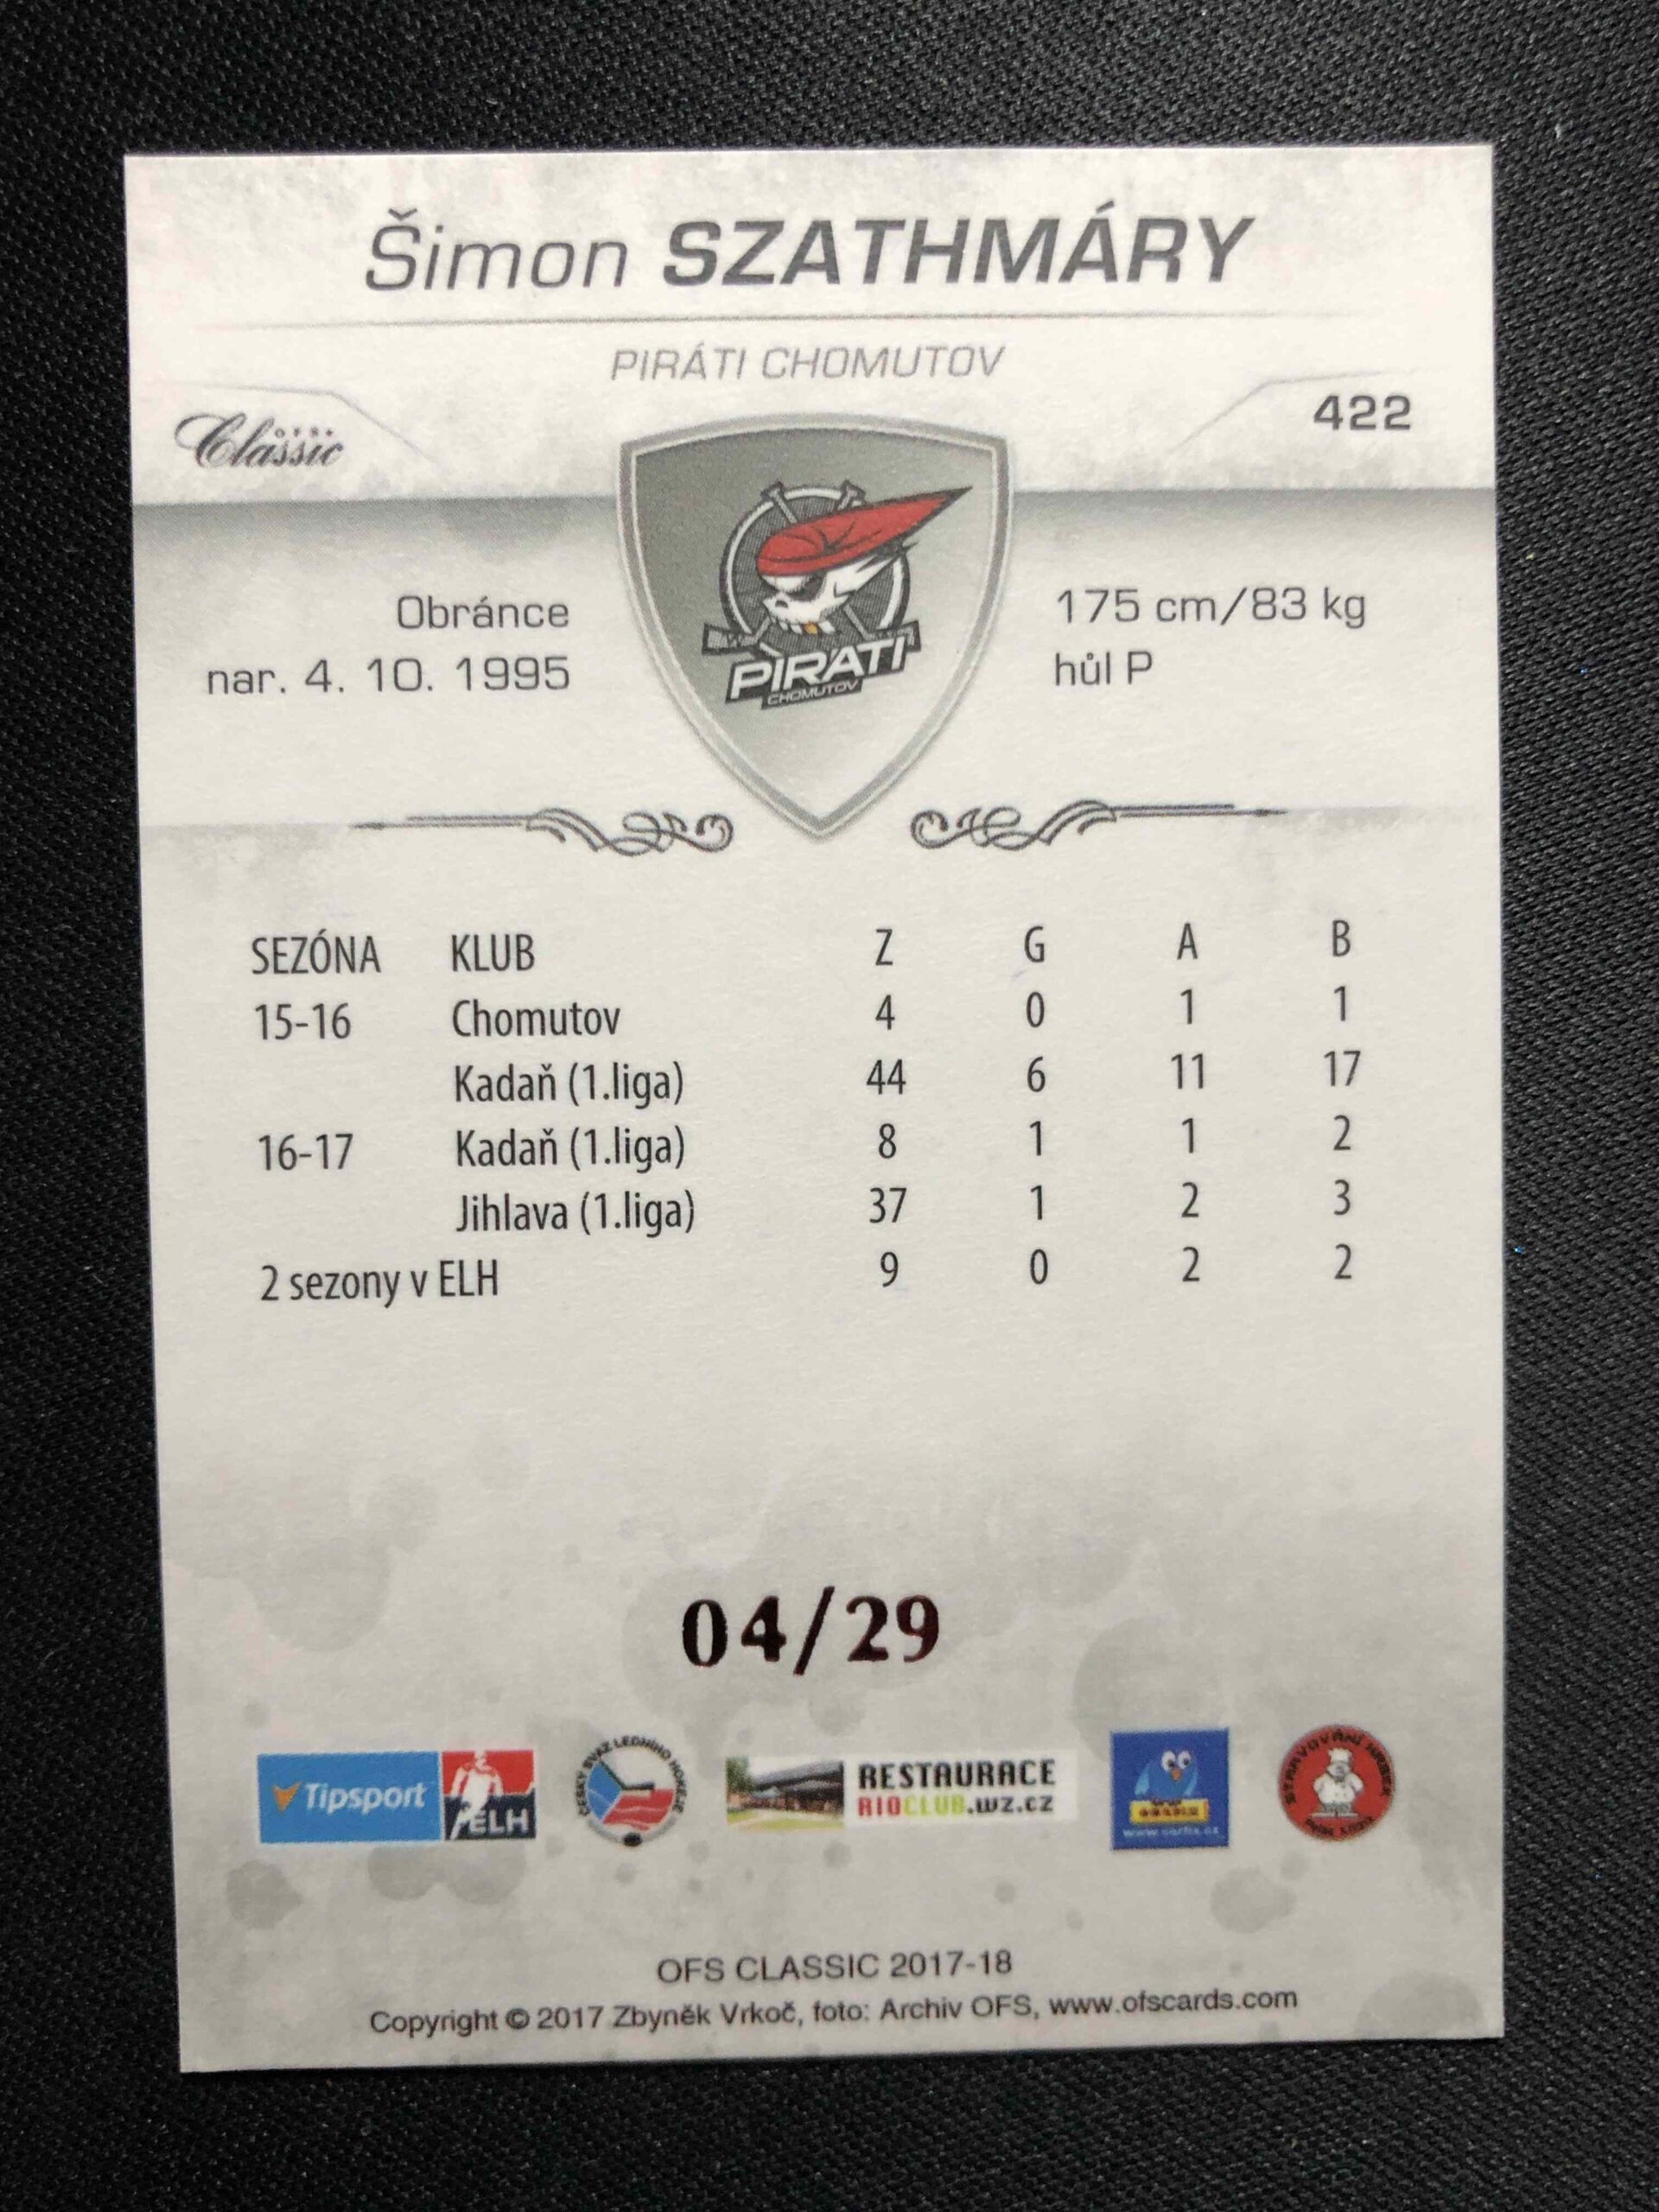 Šimon SZATHMÁRY
PIRÁTI CHOMUTOV
Classic
422
PIRÁTI
CHOMUTOV
Obránce
nar. 4. 10. 1995
175 cm/83 kg
hůl P
SEZÓNA KLUB Z G A B
15-16 Chomutov 4 0 1 1
Kadaň (1.liga) 44 6 11 17
16-17 Kadaň (1.liga) 8 1 1 2
Jihlava (1.liga) 37 1 2 3
2 sezony v ELH 9 0 2 2
04/29
Tipsport ELH
ČESKÝ SVAZ LEDNÍHO HOKEJE
RESTAURACE
RIOCLUB.WZ.CZ
OFS CLASSIC 2017-18
Copyright © 2017 Zbyněk Vrkoč, foto: Archiv OFS, www.ofscards.com